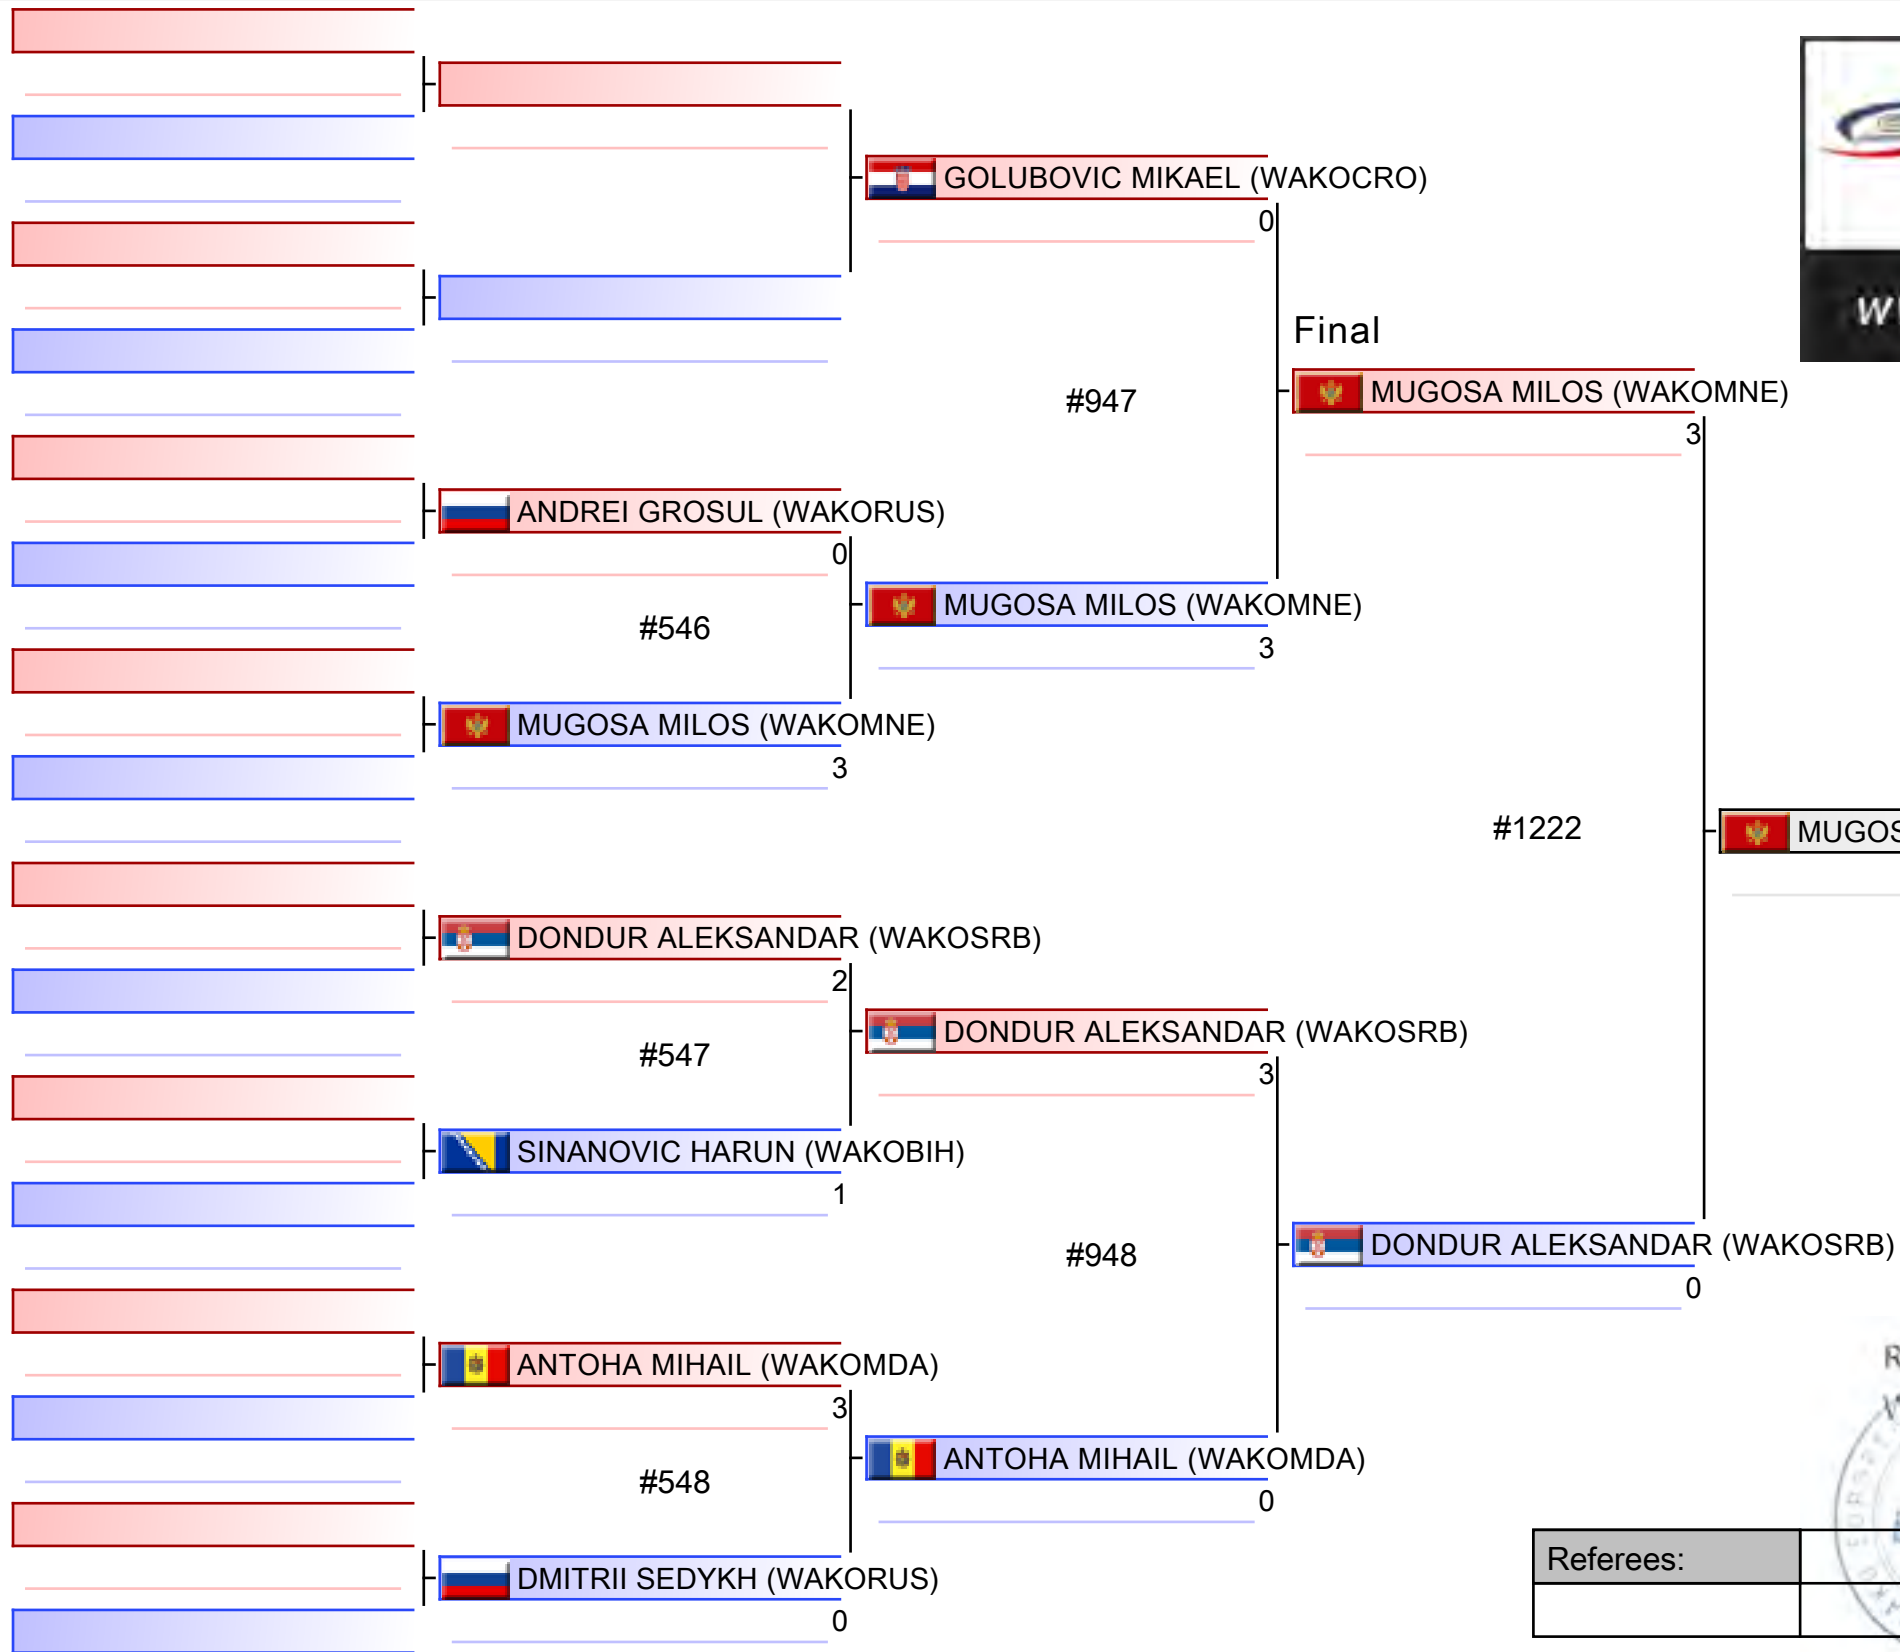 GOLUBOVIC MIKAEL (WAKOCRO)
0
Final
#947
MUGOSA MILOS (WAKOMNE)
3
ANDREI GROSUL (WAKORUS)
0
MUGOSA MILOS (WAKOMNE)
3
#546
MUGOSA MILOS (WAKOMNE)
3
#1222
MUGOS
DONDUR ALEKSANDAR (WAKOSRB)
2
DONDUR ALEKSANDAR (WAKOSRB)
3
#547
SINANOVIC HARUN (WAKOBIH)
1
#948
DONDUR ALEKSANDAR (WAKOSRB)
0
ANTOHA MIHAIL (WAKOMDA)
3
ANTOHA MIHAIL (WAKOMDA)
0
#548
DMITRII SEDYKH (WAKORUS)
0
Referees: